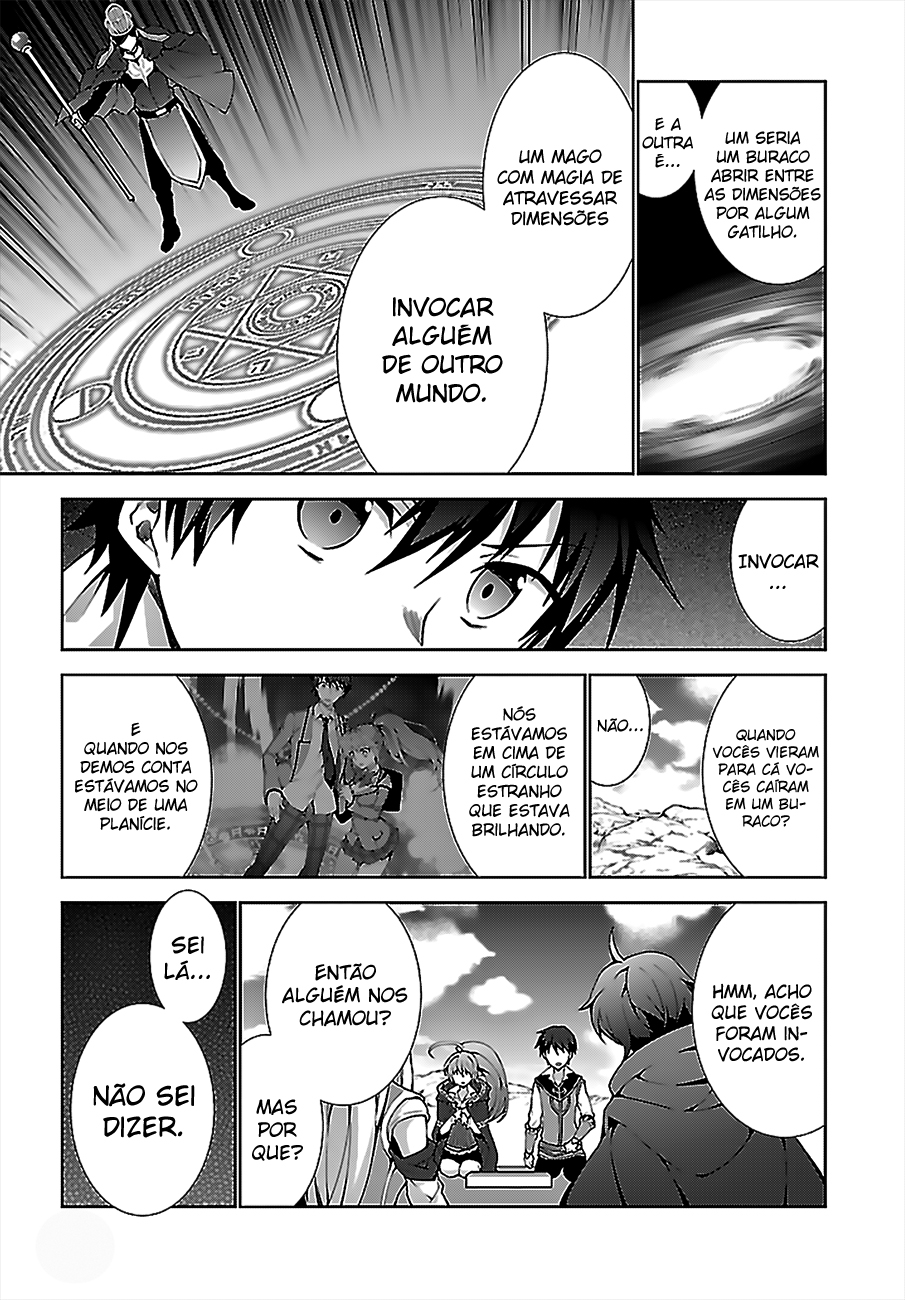 UM SERIA
UM BURACO
ABRIR ENTRE
AS DIMENSÕES
POR ALGUM
GATILHO.
E A
OUTRA
É...
UM MAGO
COM MAGIA DE
ATRAVESSAR
DIMENSÕES
INVOCAR
ALGUÉM
DE OUTRO
MUNDO.
INVOCAR
...
QUANDO
VOCÊS VIERAM
PARA CÁ VO-
CÊS CAÍRAM
EM UM BU-
RACO?
NÃO...
NÓS
ESTÁVAMOS
EM CIMA DE
UM CÍRCULO
ESTRANHO
QUE ESTAVA
BRILHANDO.
E
QUANDO NOS
DEMOS CONTA
ESTÁVAMOS NO
MEIO DE UMA
PLANÍCIE.
HMM, ACHO
QUE VOCÊS
FORAM IN-
VOCADOS.
ENTÃO
ALGUÉM NOS
CHAMOU?
MAS
POR
QUE?
SEI
LÁ...
NÃO SEI
DIZER.